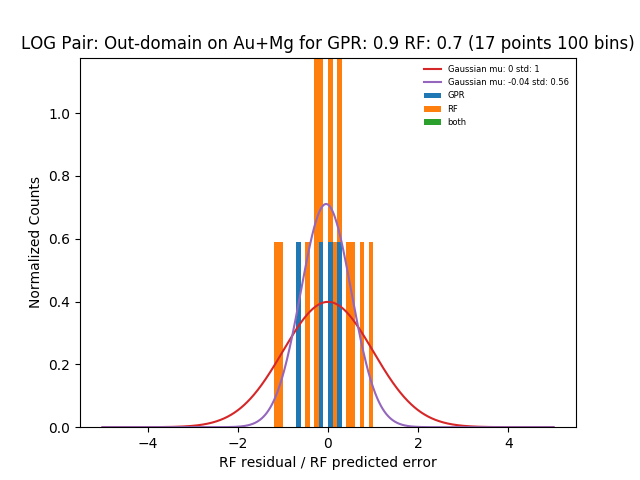 LOG Pair: Out-domain on Au+Mg for GPR: 0.9 RF: 0.7 (17 points 100 bins)
Gaussian mu: 0 std: 1
Gaussian mu: -0.04 std: 0.56
GPR
RF
both
Normalized Counts
1.0
0.8
0.6
0.4
0.2
0.0
−4
−2
0
2
4
RF residual / RF predicted error